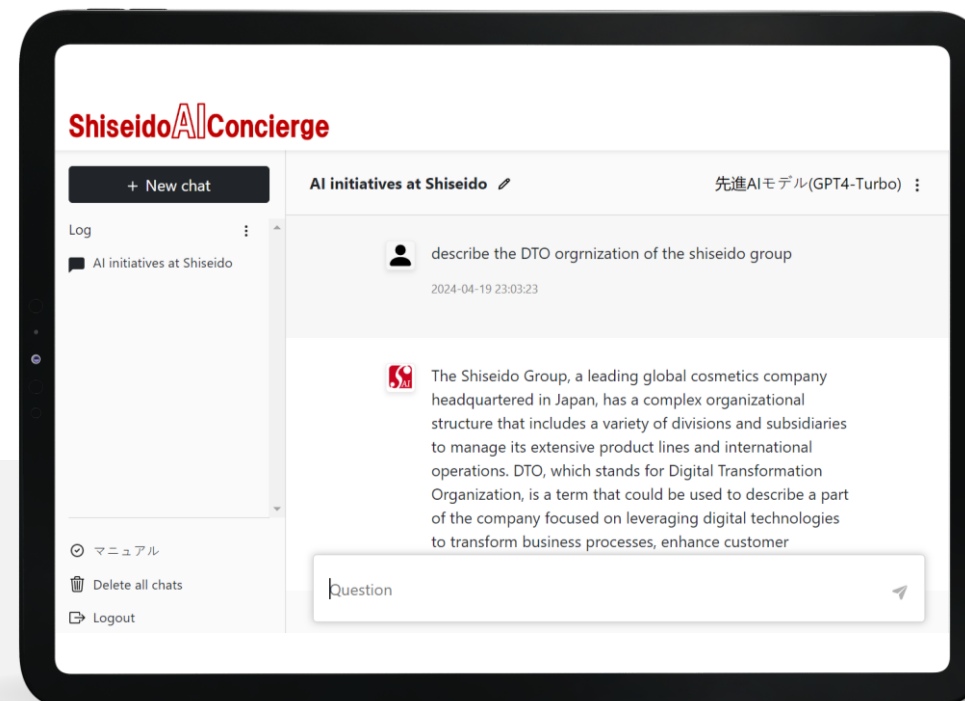 ShiseidoAIConcierge
+ New chat
Log
AI initiatives at Shiseido
マニュアル
Delete all chats
Logout
AI initiatives at Shiseido
先進AIモデル(GPT4-Turbo)
describe the DTO orgrnization of the shiseido group
2024-04-19 23:03:23
SAI
The Shiseido Group, a leading global cosmetics company
headquartered in Japan, has a complex organizational
structure that includes a variety of divisions and subsidiaries
to manage its extensive product lines and international
operations. DTO, which stands for Digital Transformation
Organization, is a term that could be used to describe a part
of the company focused on leveraging digital technologies
to transform business processes, enhance customer
Question